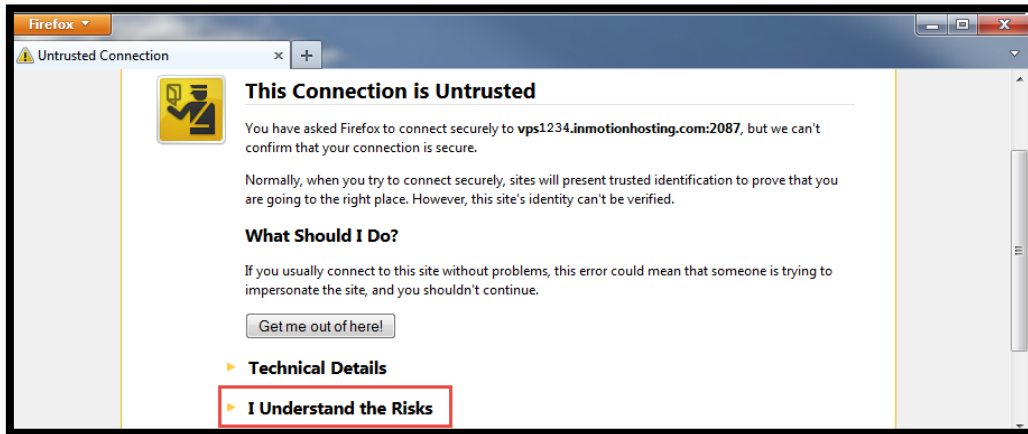 Firefox
Untrusted Connection
This Connection is Untrusted
You have asked Firefox to connect securely to vps1234.inmotionhosting.com:2087, but we can't
confirm that your connection is secure.
Normally, when you try to connect securely, sites will present trusted identification to prove that you
are going to the right place. However, this site's identity can't be verified.
What Should I Do?
If you usually connect to this site without problems, this error could mean that someone is trying to
impersonate the site, and you shouldn't continue.
Get me out of here!
Technical Details
I Understand the Risks